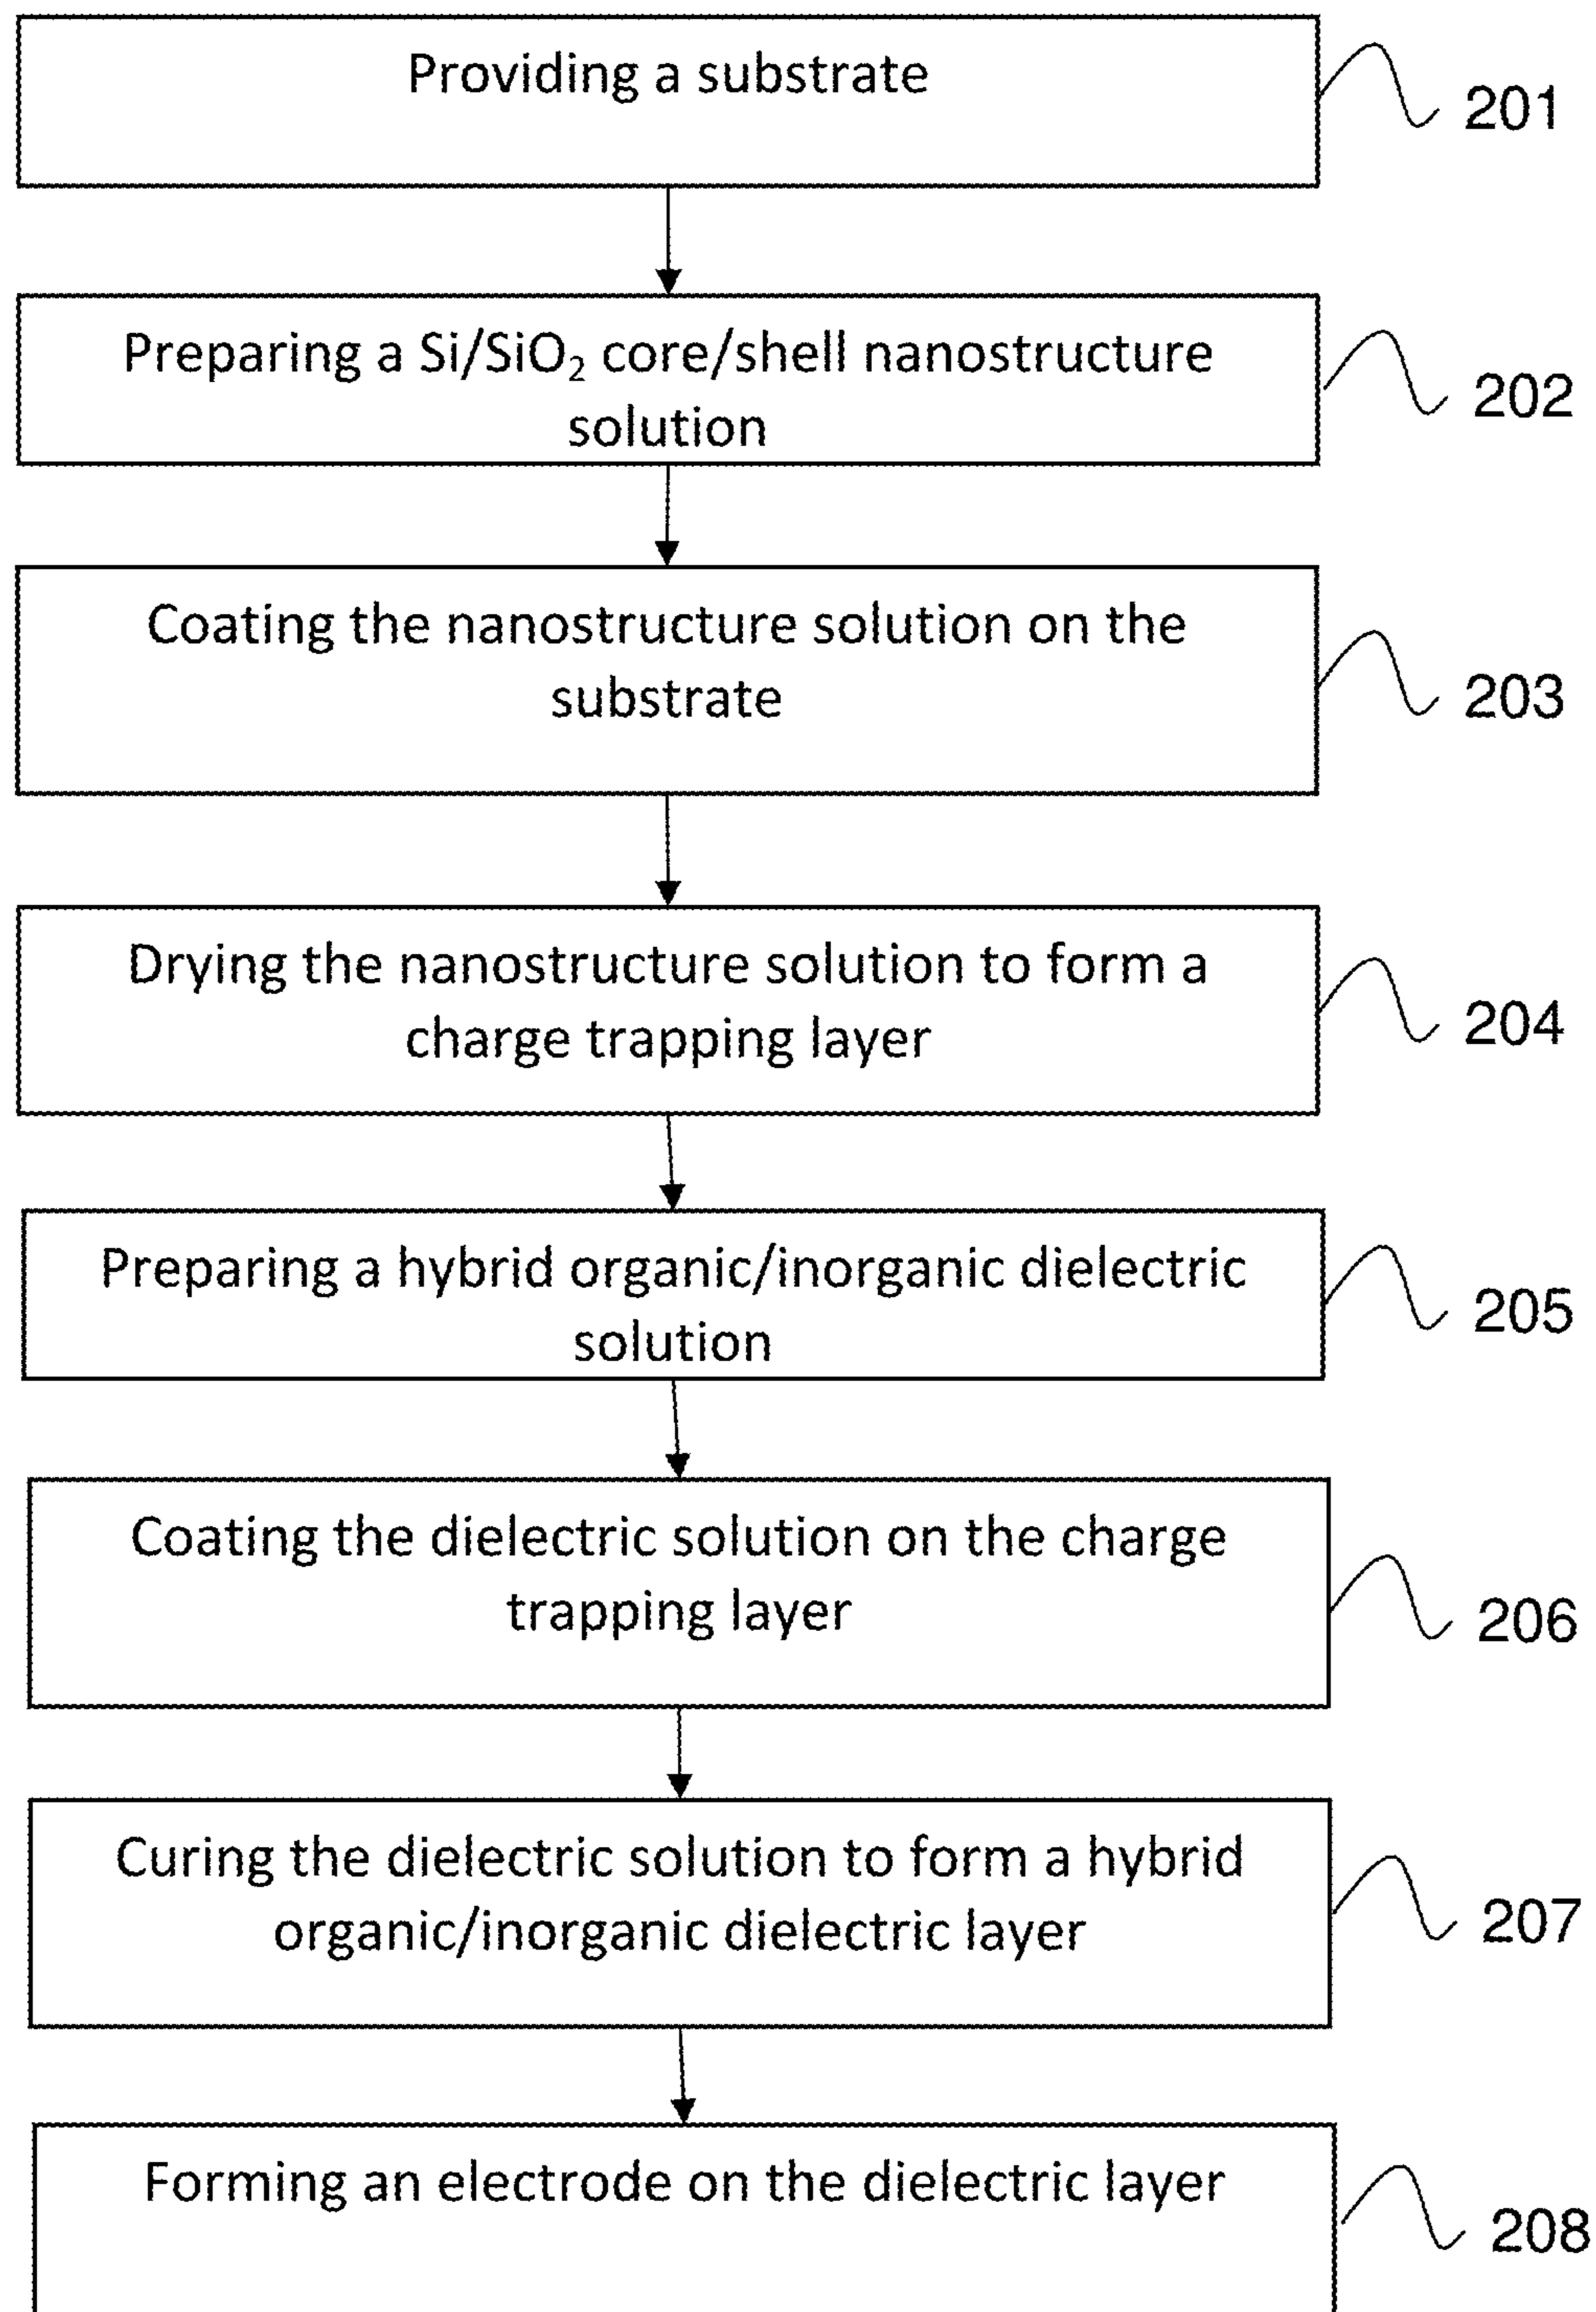 Providing a substrate
201
Preparing a Si/SiO₂ core/shell nanostructure
solution
202
Coating the nanostructure solution on the
substrate
203
Drying the nanostructure solution to form a
charge trapping layer
204
Preparing a hybrid organic/inorganic dielectric
solution
205
Coating the dielectric solution on the charge
trapping layer
206
Curing the dielectric solution to form a hybrid
organic/inorganic dielectric layer
207
Forming an electrode on the dielectric layer
208